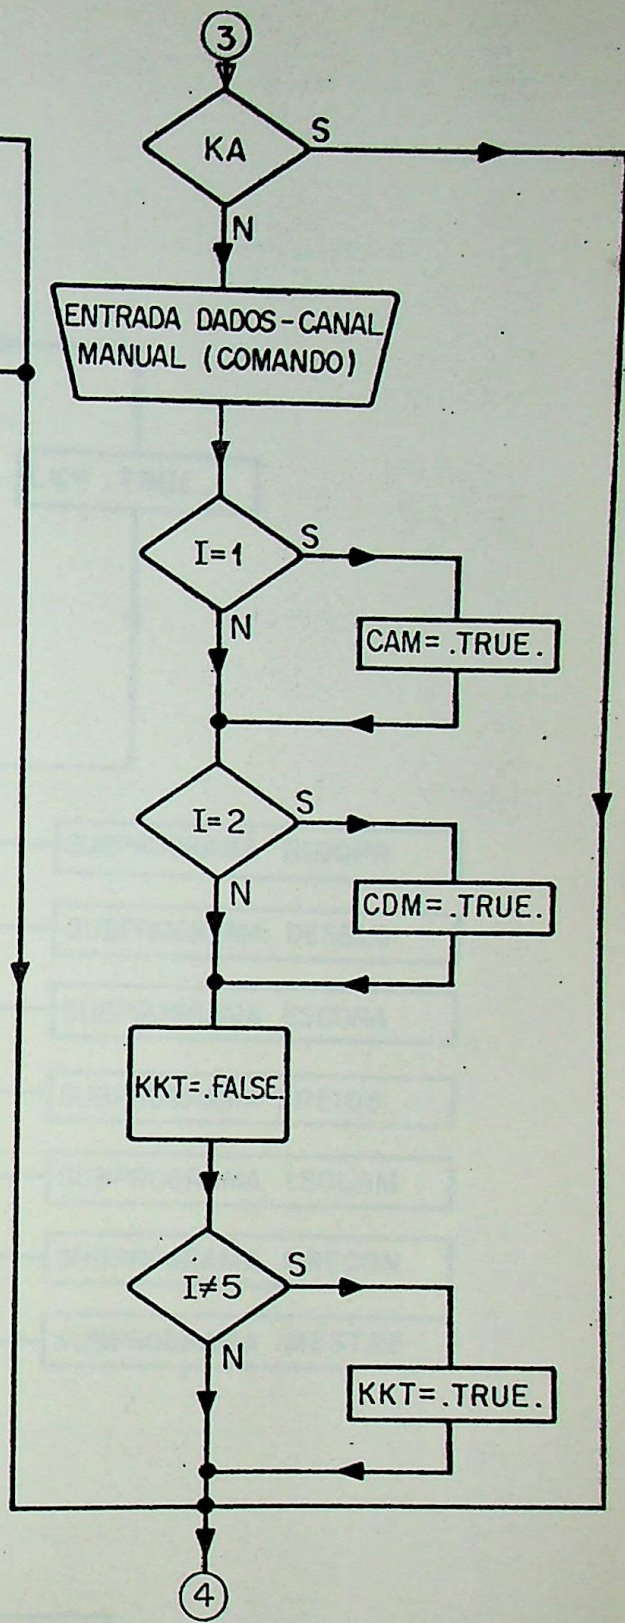 3
KA
S
N
ENTRADA DADOS-CANAL
MANUAL (COMANDO)
I=1
S
N
CAM= .TRUE.
I=2
S
N
CDM=.TRUE.
KKT=.FALSE.
I≠5
S
N
KKT=.TRUE.
4